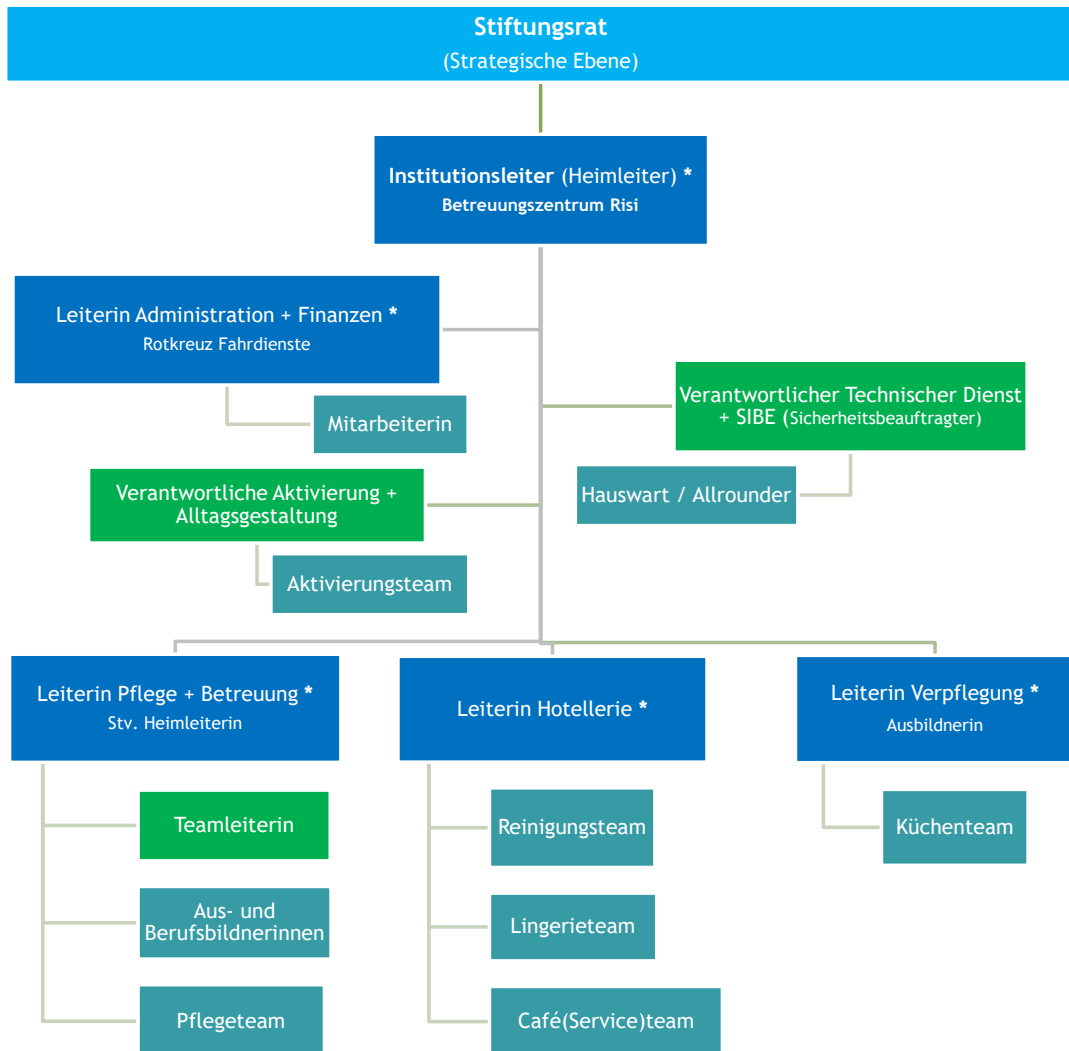 Stiftungsrat
(Strategische Ebene)
Institutionsleiter (Heimleiter) *
Betreuungszentrum Risi
Leiterin Administration + Finanzen *
Rotkreuz Fahrdienste
Mitarbeiterin
Verantwortlicher Technischer Dienst
+ SIBE (Sicherheitsbeauftragter)
Hauswart / Allrounder
Verantwortliche Aktivierung +
Alltagsgestaltung
Aktivierungsteam
Leiterin Pflege + Betreuung *
Stv. Heimleiterin
Teamleiterin
Aus- und
Berufsbildnerinnen
Pflegeteam
Leiterin Hotellerie *
Reinigungsteam
Lingerieteam
Café(Service)team
Leiterin Verpflegung *
Ausbildnerin
Küchenteam